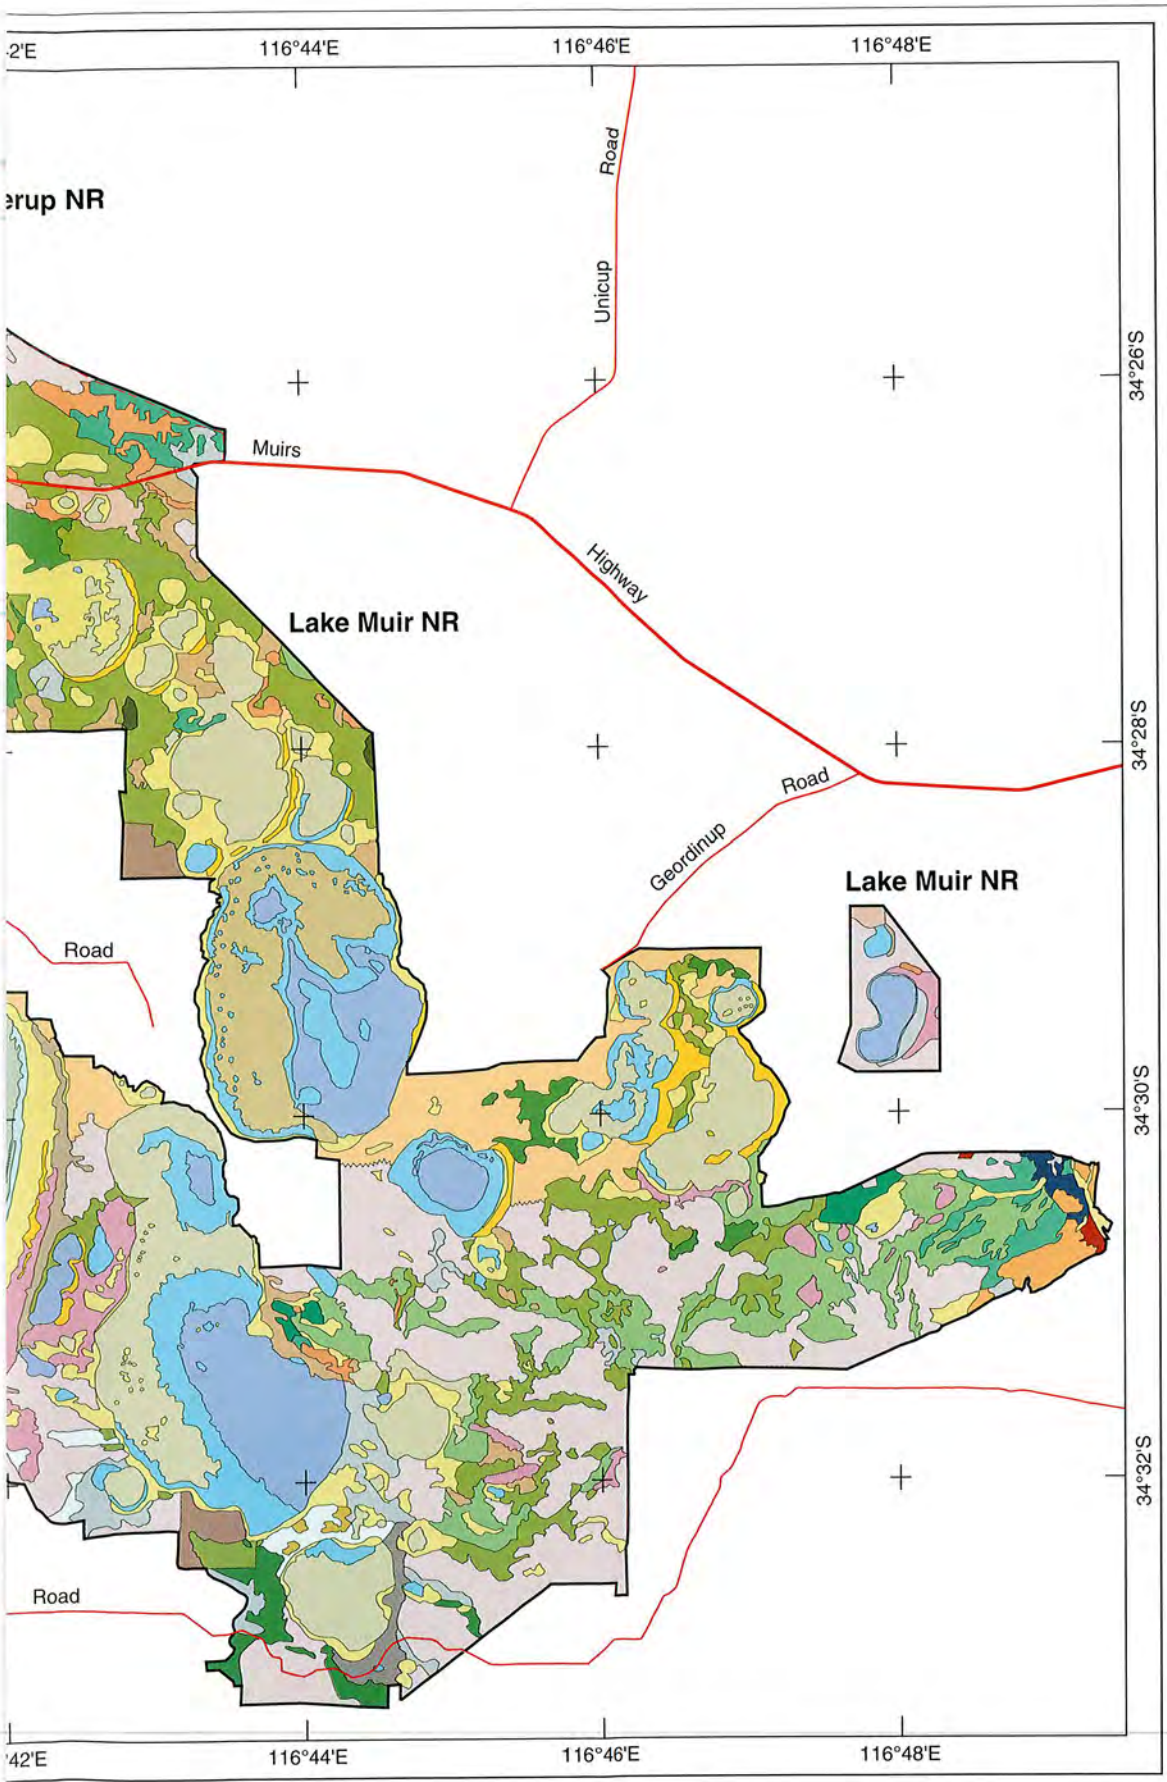 2'E 116°44'E 116°46'E 116°48'E
Road
erup NR
Unicup
34°26'S
Muirs
Highway
Lake Muir NR
34°28'S
Road
Geordinup
Lake Muir NR
Road
34°30'S
34°32'S
Road
'42'E 116°44'E 116°46'E 116°48'E